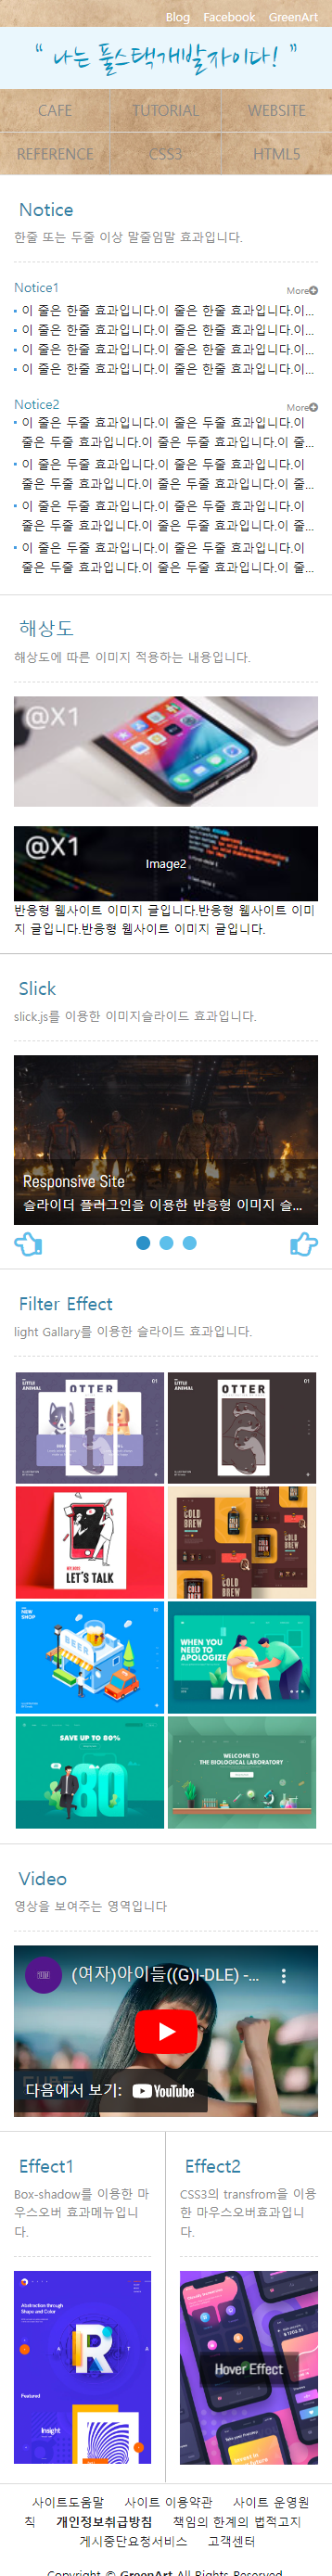 Blog Facebook GreenArt
“ 나는 풀스택개발자이다! ”
CAFE TUTORIAL WEBSITE
REFERENCE CSS3 HTML5
Notice
한줄 또는 두줄 이상 말줄임말 효과입니다.
Notice1 More
이 줄은 한줄 효과입니다.이 줄은 한줄 효과입니다.이...
이 줄은 한줄 효과입니다.이 줄은 한줄 효과입니다.이...
이 줄은 한줄 효과입니다.이 줄은 한줄 효과입니다.이...
이 줄은 한줄 효과입니다.이 줄은 한줄 효과입니다.이...
Notice2 More
이 줄은 두줄 효과입니다.이 줄은 두줄 효과입니다.이
줄은 두줄 효과입니다.이 줄은 두줄 효과입니다.이 줄...
이 줄은 두줄 효과입니다.이 줄은 두줄 효과입니다.이
줄은 두줄 효과입니다.이 줄은 두줄 효과입니다.이 줄...
이 줄은 두줄 효과입니다.이 줄은 두줄 효과입니다.이
줄은 두줄 효과입니다.이 줄은 두줄 효과입니다.이 줄...
이 줄은 두줄 효과입니다.이 줄은 두줄 효과입니다.이
줄은 두줄 효과입니다.이 줄은 두줄 효과입니다.이 줄...
해상도
해상도에 따른 이미지 적용하는 내용입니다.
@X1
@X1
Image2
반응형 웹사이트 이미지 글입니다.반응형 웹사이트 이미
지 글입니다.반응형 웹사이트 이미지 글입니다.
Slick
slick.js를 이용한 이미지슬라이드 효과입니다.
Responsive Site
슬라이더 플러그인을 이용한 반응형 이미지 슬...
Filter Effect
light Gallary를 이용한 슬라이드 효과입니다.
LITTLE ANIMAL OTTER 01
LITTLE ANIMAL OTTER 01
LET'S TALK
COLD BREW
COLD BREW
NEW SHOP
BEER
WHEN YOU
NEED TO
APOLOGIZE
SAVE UP TO 80%
80
WELCOME TO
THE BIOLOGICAL LABORATORY
Video
영상을 보여주는 영역입니다
(여자)아이들((G)I-DLE) -...
다음에서 보기: YouTube
Effect1
Box-shadow를 이용한 마
우스오버 효과메뉴입니
다.
Abstraction through
Shape and Color
R
Featured
Insight
Effect2
CSS3의 transfrom을 이용
한 마우스오버효과입니
다.
Hover Effect
사이트도움말 사이트 이용약관 사이트 운영원
칙 개인정보취급방침 책임의 한계의 법적고지
게시중단요청서비스 고객센터
Copyright © GreenArt All Rights Reserved